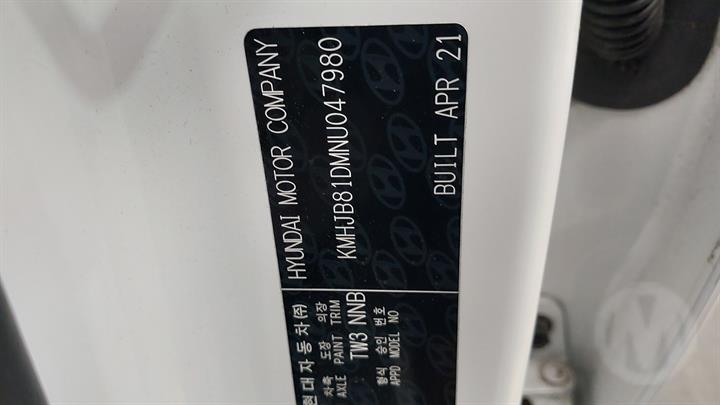 HYUNDAI MOTOR COMPANY
KMHJB81DMNU047980
BUILT APR 21
현대자동차(주)
차축 도장 의장
AXLE PAINT TRIM
TW3 NNB
형식 승인 번호
APPD MODEL NO